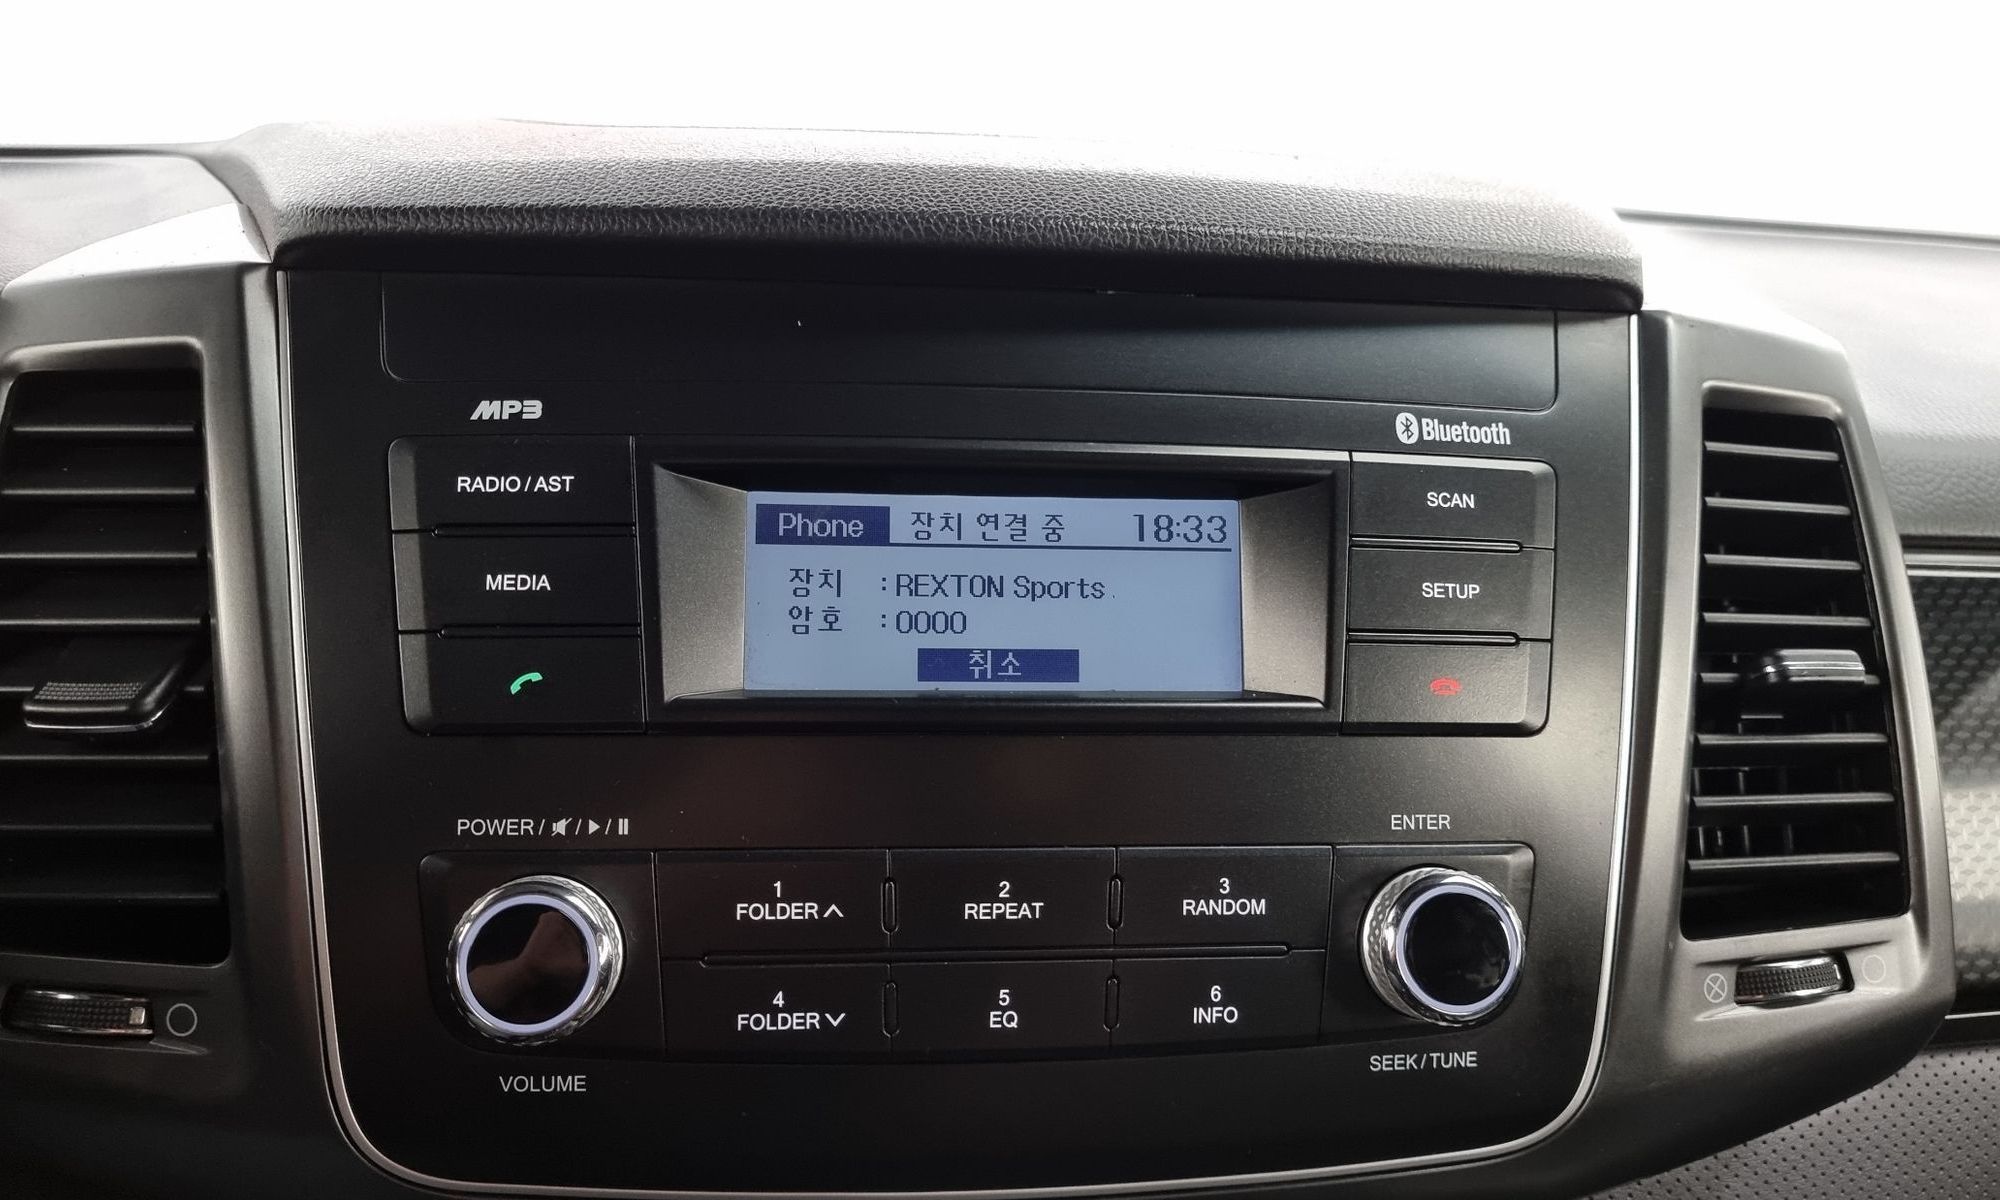 MP3
Bluetooth
RADIO / AST
MEDIA
Phone 장치 연결 중 18:33
장치 : REXTON Sports
암호 : 0000
취소
SCAN
SETUP
POWER / / /
ENTER
1
FOLDER
2
REPEAT
3
RANDOM
4
FOLDER
5
EQ
6
INFO
VOLUME
SEEK / TUNE